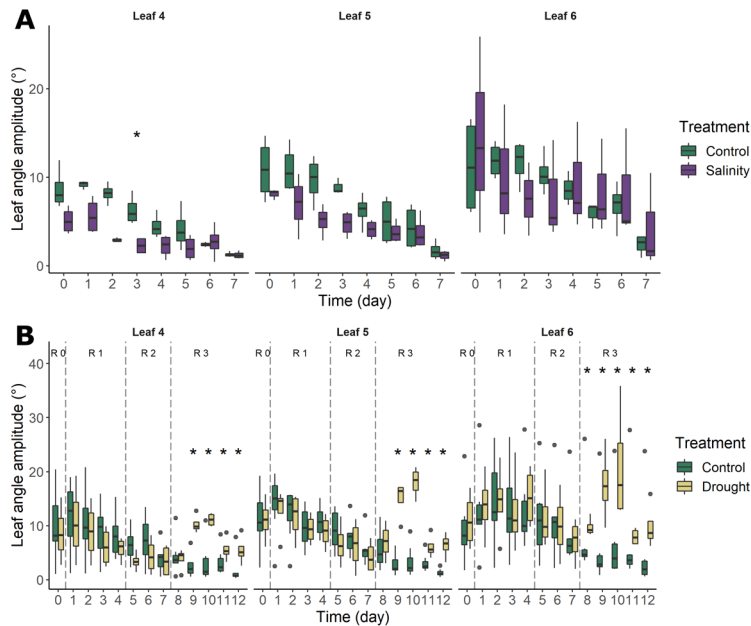 A
Leaf 4 Leaf 5 Leaf 6
Leaf angle amplitude (°)
20
10
0
*
0 1 2 3 4 5 6 7 0 1 2 3 4 5 6 7 0 1 2 3 4 5 6 7
Time (day)
Treatment
Control
Salinity
B
Leaf 4 Leaf 5 Leaf 6
R 0 R 1 R 2 R 3 R 0 R 1 R 2 R 3 R 0 R 1 R 2 R 3
Leaf angle amplitude (°)
40
30
20
10
0
* * * * * * * * * * * * *
0 1 2 3 4 5 6 7 8 9 10 11 12 0 1 2 3 4 5 6 7 8 9 10 11 12 0 1 2 3 4 5 6 7 8 9 10 11 12
Time (day)
Treatment
Control
Drought